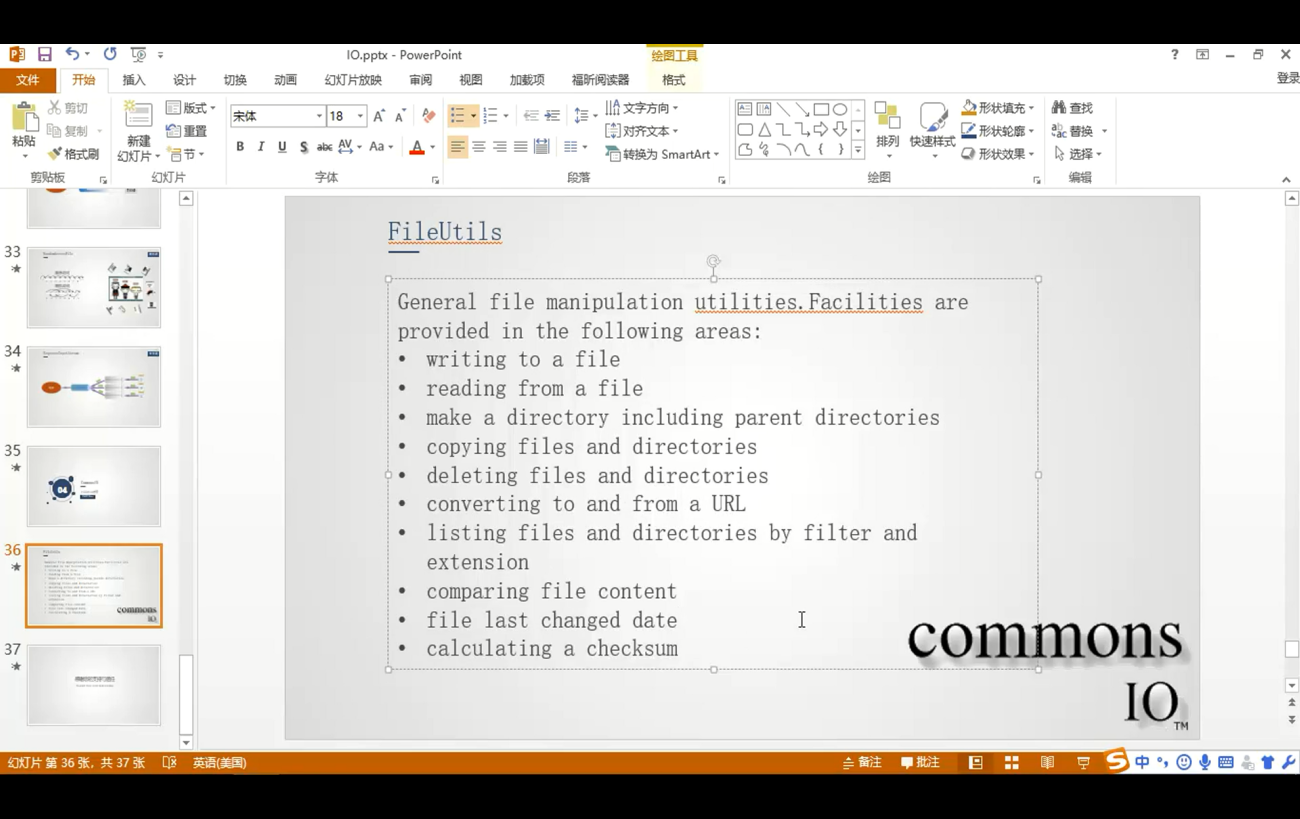 IO.pptx - PowerPoint
绘图工具
文件
开始
插入
设计
切换
动画
幻灯片放映
审阅
视图
加载项
福昕阅读器
格式
登录
粘贴
剪切
复制
格式刷
剪贴板
新建
幻灯片
版式
重置
节
幻灯片
宋体
18
字体
文字方向
对齐文本
转换为 SmartArt
段落
排列
快速样式
形状填充
形状轮廓
形状效果
绘图
查找
替换
选择
编辑
33
34
35
04
36
commons
IO
37
FileUtils
General file manipulation utilities.Facilities are
provided in the following areas:
• writing to a file
• reading from a file
• make a directory including parent directories
• copying files and directories
• deleting files and directories
• converting to and from a URL
• listing files and directories by filter and
extension
• comparing file content
• file last changed date
• calculating a checksum
commons
IO™
幻灯片 第 36 张，共 37 张
英语(美国)
备注
批注
中